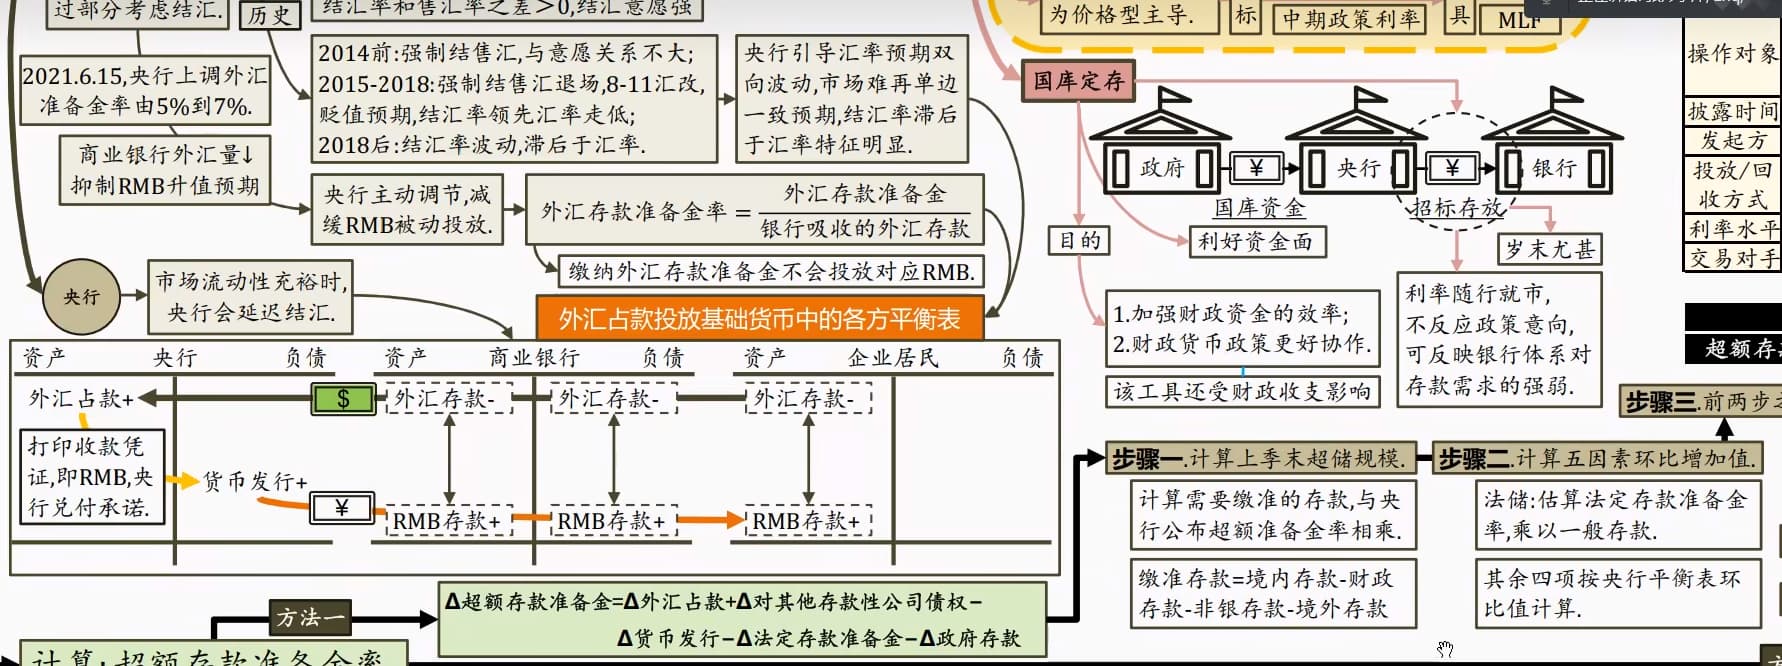 过部分考虑结汇.
历史
结汇率和售汇率之差>0,结汇意愿强
2021.6.15,央行上调外汇
准备金率由5%到7%.
商业银行外汇量↓
抑制RMB升值预期
2014前:强制结售汇,与意愿关系不大;
2015-2018:强制结售汇退场,8-11汇改,
贬值预期,结汇率领先汇率走低;
2018后:结汇率波动,滞后于汇率.
央行引导汇率预期双
向波动,市场难再单边
一致预期,结汇率滞后
于汇率特征明显.
央行主动调节,减
缓RMB被动投放.
外汇存款准备金率 = 外汇存款准备金
银行吸收的外汇存款
缴纳外汇存款准备金不会投放对应RMB.
央行
市场流动性充裕时,
央行会延迟结汇.
外汇占款投放基础货币中的各方平衡表
资产 央行 负债 资产 商业银行 负债 资产 企业居民 负债
外汇占款+ $ 外汇存款- 外汇存款- 外汇存款-
打印收款凭
证,即RMB,央
行兑付承诺.
货币发行+
¥
RMB存款+ RMB存款+ RMB存款+
方法一
Δ超额存款准备金=Δ外汇占款+Δ对其他存款性公司债权−
Δ货币发行−Δ法定存款准备金−Δ政府存款
计算:超额存款准备金率
为价格型主导.
标
中期政策利率
具
MLF
国库定存
政府 ¥ 央行 ¥ 银行
国库资金
招标存放
目的
利好资金面
岁末尤甚
1.加强财政资金的效率;
2.财政货币政策更好协作.
该工具还受财政收支影响
利率随行就市,
不反应政策意向,
可反映银行体系对
存款需求的强弱.
步骤一.计算上季末超储规模.
计算需要缴准的存款,与央
行公布超额准备金率相乘.
缴准存款=境内存款-财政
存款-非银存款-境外存款
步骤二.计算五因素环比增加值.
法储:估算法定存款准备金
率,乘以一般存款.
其余四项按央行平衡表环
比值计算.
步骤三.前两步
操作对象
披露时间
发起方
投放/回
收方式
利率水平
交易对手
超额存